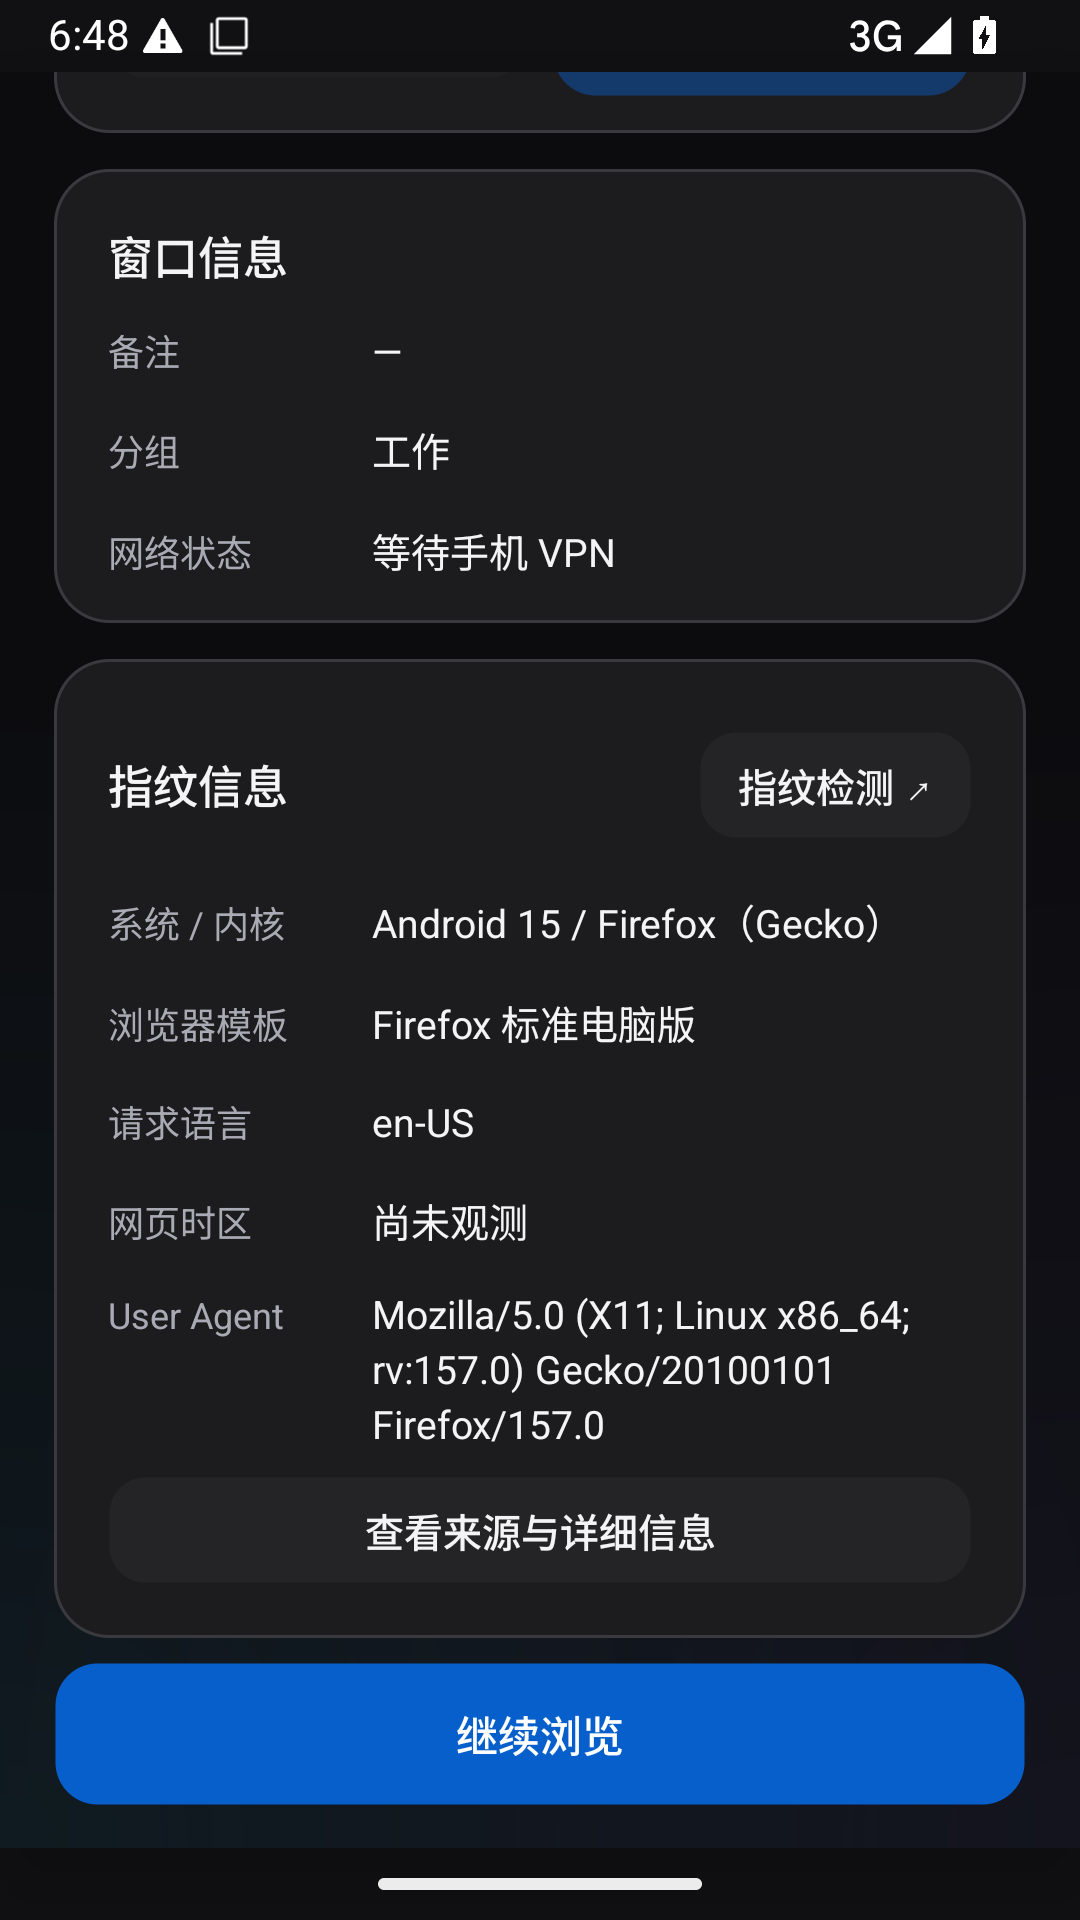 6:48
3G
窗口信息
备注 —
分组 工作
网络状态 等待手机 VPN
指纹信息
指纹检测 ↗
系统 / 内核 Android 15 / Firefox（Gecko）
浏览器模板 Firefox 标准电脑版
请求语言 en-US
网页时区 尚未观测
User Agent Mozilla/5.0 (X11; Linux x86_64;
rv:157.0) Gecko/20100101
Firefox/157.0
查看来源与详细信息
继续浏览